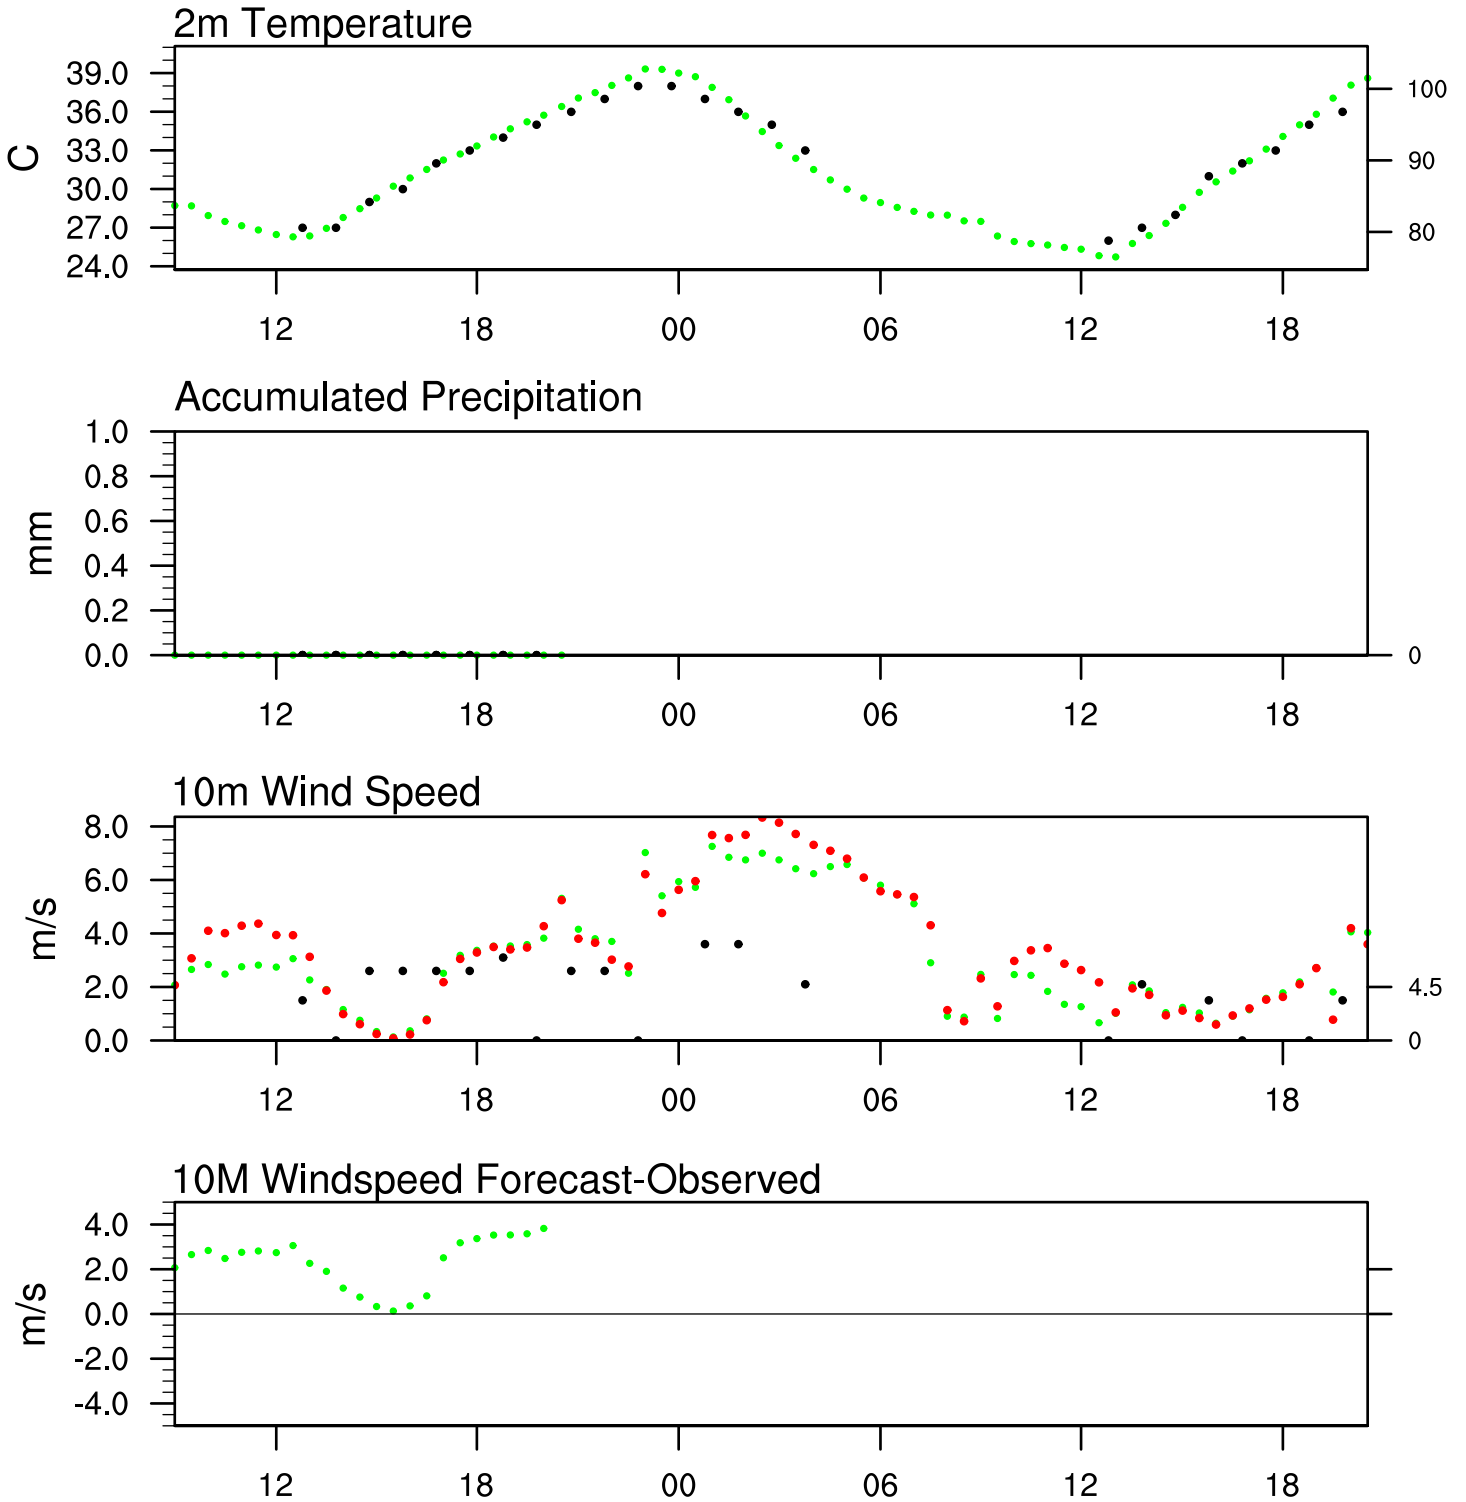 2m Temperature
39.0
36.0
33.0
30.0
27.0
24.0
C
100
90
80
12 18 00 06 12 18
Accumulated Precipitation
1.0
0.8
0.6
0.4
0.2
0.0
mm
0
12 18 00 06 12 18
10m Wind Speed
8.0
6.0
4.0
2.0
0.0
m/s
4.5
0
12 18 00 06 12 18
10M Windspeed Forecast-Observed
4.0
2.0
0.0
-2.0
-4.0
m/s
12 18 00 06 12 18